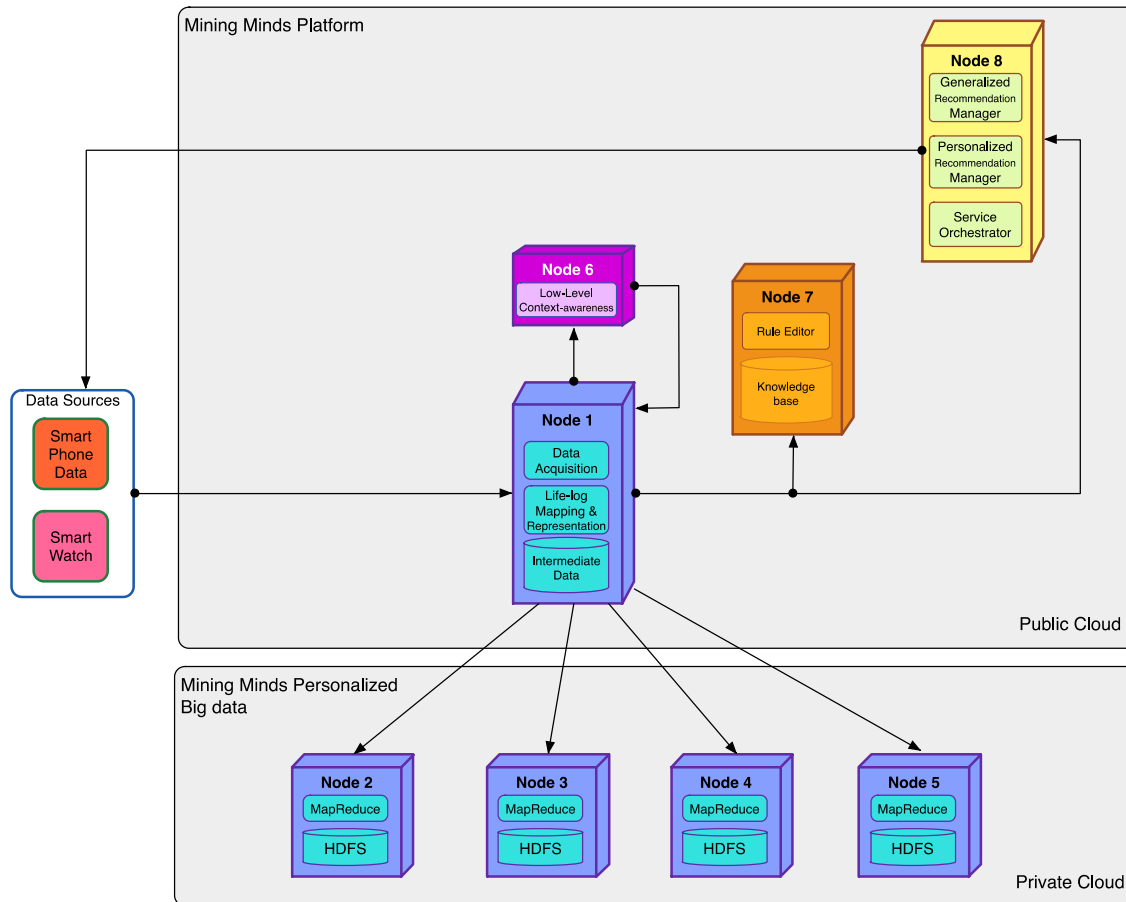 Mining Minds Platform
Node 8
Generalized
Recommendation
Manager
Personalized
Recommendation
Manager
Service
Orchestrator
Node 6
Low-Level
Context-awareness
Node 7
Rule Editor
Knowledge
base
Data Sources
Smart
Phone
Data
Smart
Watch
Node 1
Data
Acquisition
Life-log
Mapping &
Representation
Intermediate
Data
Public Cloud
Mining Minds Personalized
Big data
Node 2
MapReduce
HDFS
Node 3
MapReduce
HDFS
Node 4
MapReduce
HDFS
Node 5
MapReduce
HDFS
Private Cloud